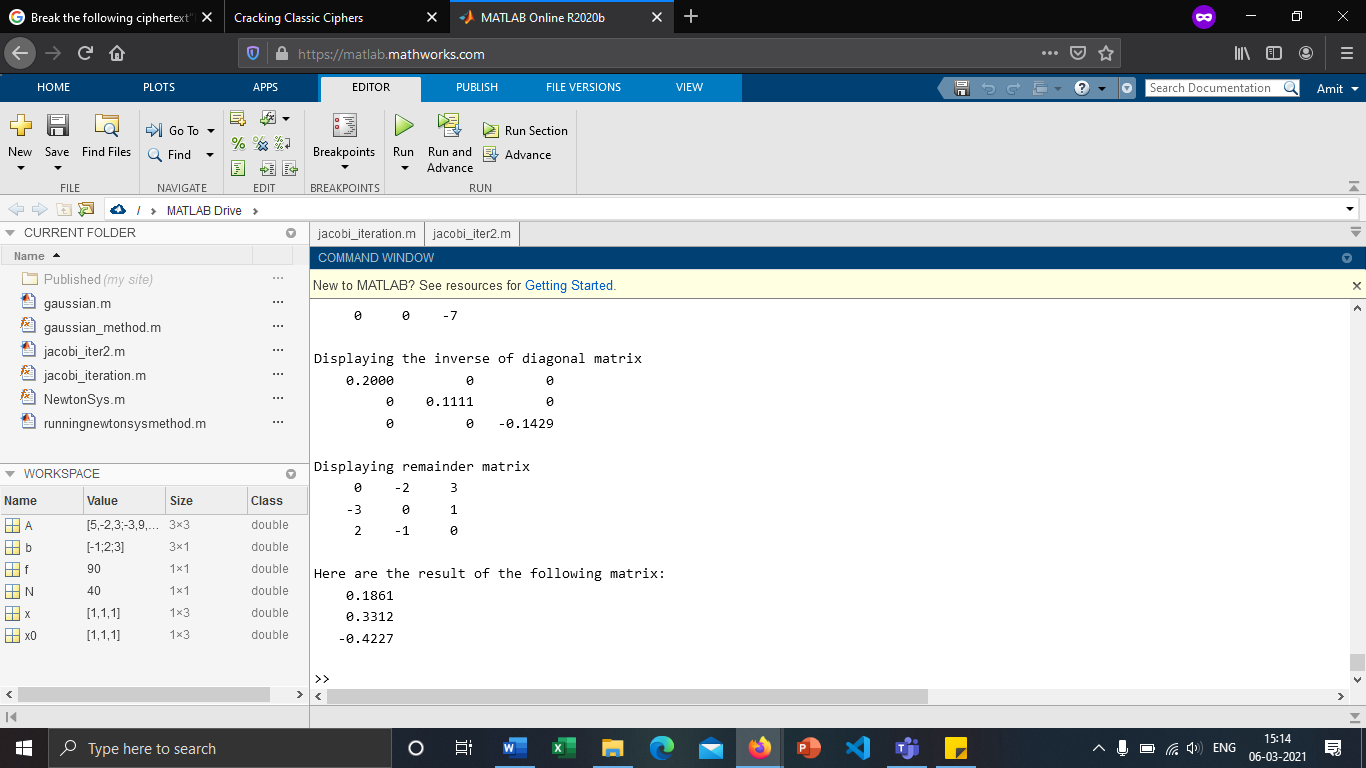 Break the following ciphertext"
Cracking Classic Ciphers
MATLAB Online R2020b
https://matlab.mathworks.com
HOME PLOTS APPS EDITOR PUBLISH FILE VERSIONS VIEW
Search Documentation
Amit
New
Save
Find Files
Go To
Find
Breakpoints
Run
Run and
Advance
Run Section
Advance
FILE NAVIGATE EDIT BREAKPOINTS RUN
/ MATLAB Drive
CURRENT FOLDER
Name
Published (my site)
gaussian.m
gaussian_method.m
jacobi_iter2.m
jacobi_iteration.m
NewtonSys.m
runningnewtonsysmethod.m
WORKSPACE
Name Value Size Class
A [5,-2,3;-3,9,... 3×3 double
b [-1;2;3] 3×1 double
f 90 1×1 double
N 40 1×1 double
x [1,1,1] 1×3 double
x0 [1,1,1] 1×3 double
jacobi_iteration.m jacobi_iter2.m
COMMAND WINDOW
New to MATLAB? See resources for Getting Started.
0 0 -7
Displaying the inverse of diagonal matrix
0.2000 0 0
0 0.1111 0
0 0 -0.1429
Displaying remainder matrix
0 -2 3
-3 0 1
2 -1 0
Here are the result of the following matrix:
0.1861
0.3312
-0.4227
>>
Type here to search
ENG
15:14
06-03-2021